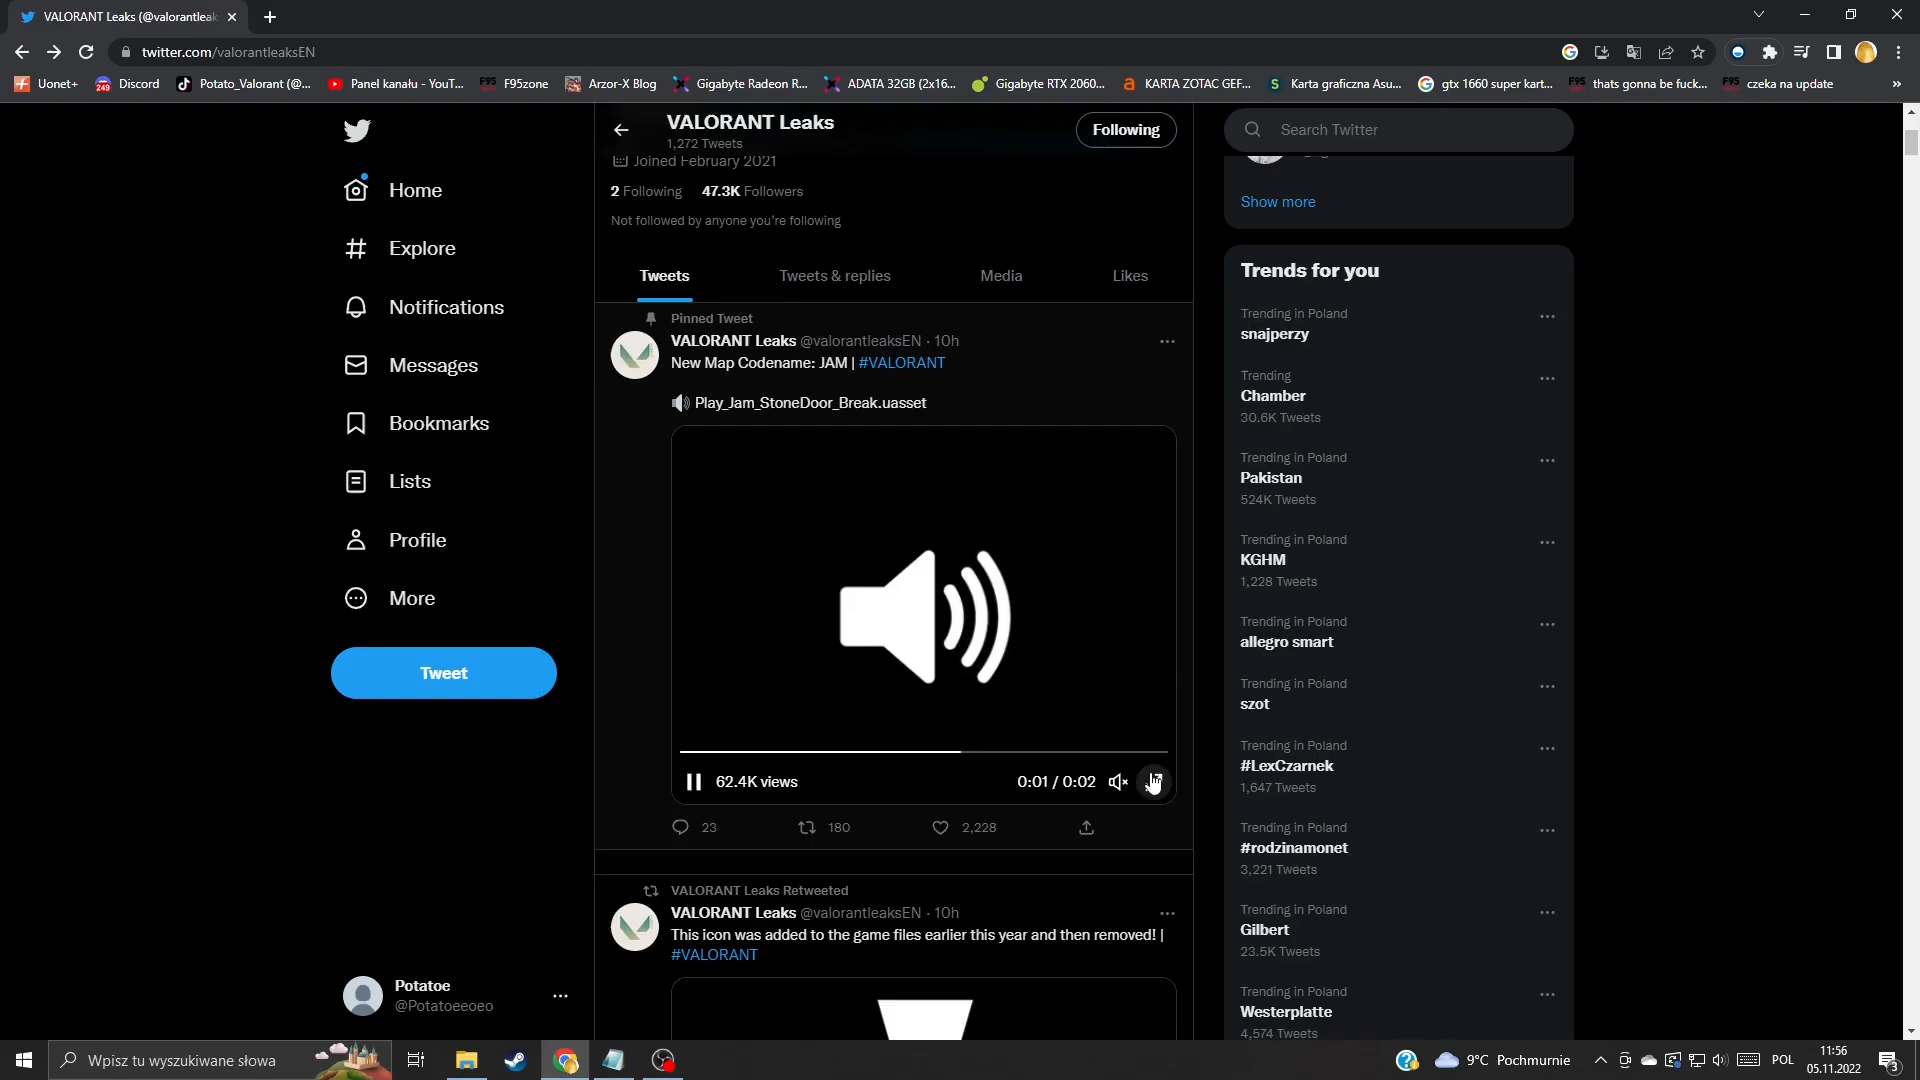 VALORANT Leaks (@valorantleak
twitter.com/valorantleaksEN
Uonet+
249
Discord
Potato_Valorant (@...
Panel kanału - YouT...
F95
F95zone
Arzor-X Blog
Gigabyte Radeon R...
ADATA 32GB (2x16...
Gigabyte RTX 2060...
a
KARTA ZOTAC GEF...
S
Karta graficzna Asu...
gtx 1660 super kart...
F95
thats gonna be fuck...
F95
czeka na update
»
Home
Explore
Notifications
Messages
Bookmarks
Lists
Profile
More
Tweet
Potatoe
@Potatoeeoeo
VALORANT Leaks
1,272 Tweets
Following
Joined February 2021
2 Following 47.3K Followers
Not followed by anyone you're following
Tweets
Tweets & replies
Media
Likes
Pinned Tweet
VALORANT Leaks @valorantleaksEN · 10h
New Map Codename: JAM | #VALORANT
Play_Jam_StoneDoor_Break.uasset
62.4K views
0:01 / 0:02
23
180
2,228
VALORANT Leaks Retweeted
VALORANT Leaks @valorantleaksEN · 10h
This icon was added to the game files earlier this year and then removed! |
#VALORANT
Search Twitter
Show more
Trends for you
Trending in Poland
snajperzy
Trending
Chamber
30.6K Tweets
Trending in Poland
Pakistan
524K Tweets
Trending in Poland
KGHM
1,228 Tweets
Trending in Poland
allegro smart
Trending in Poland
szot
Trending in Poland
#LexCzarnek
1,647 Tweets
Trending in Poland
#rodzinamonet
3,221 Tweets
Trending in Poland
Gilbert
23.5K Tweets
Trending in Poland
Westerplatte
4,574 Tweets
Wpisz tu wyszukiwane słowa
9°C Pochmurnie
POL
11:56
05.11.2022
3